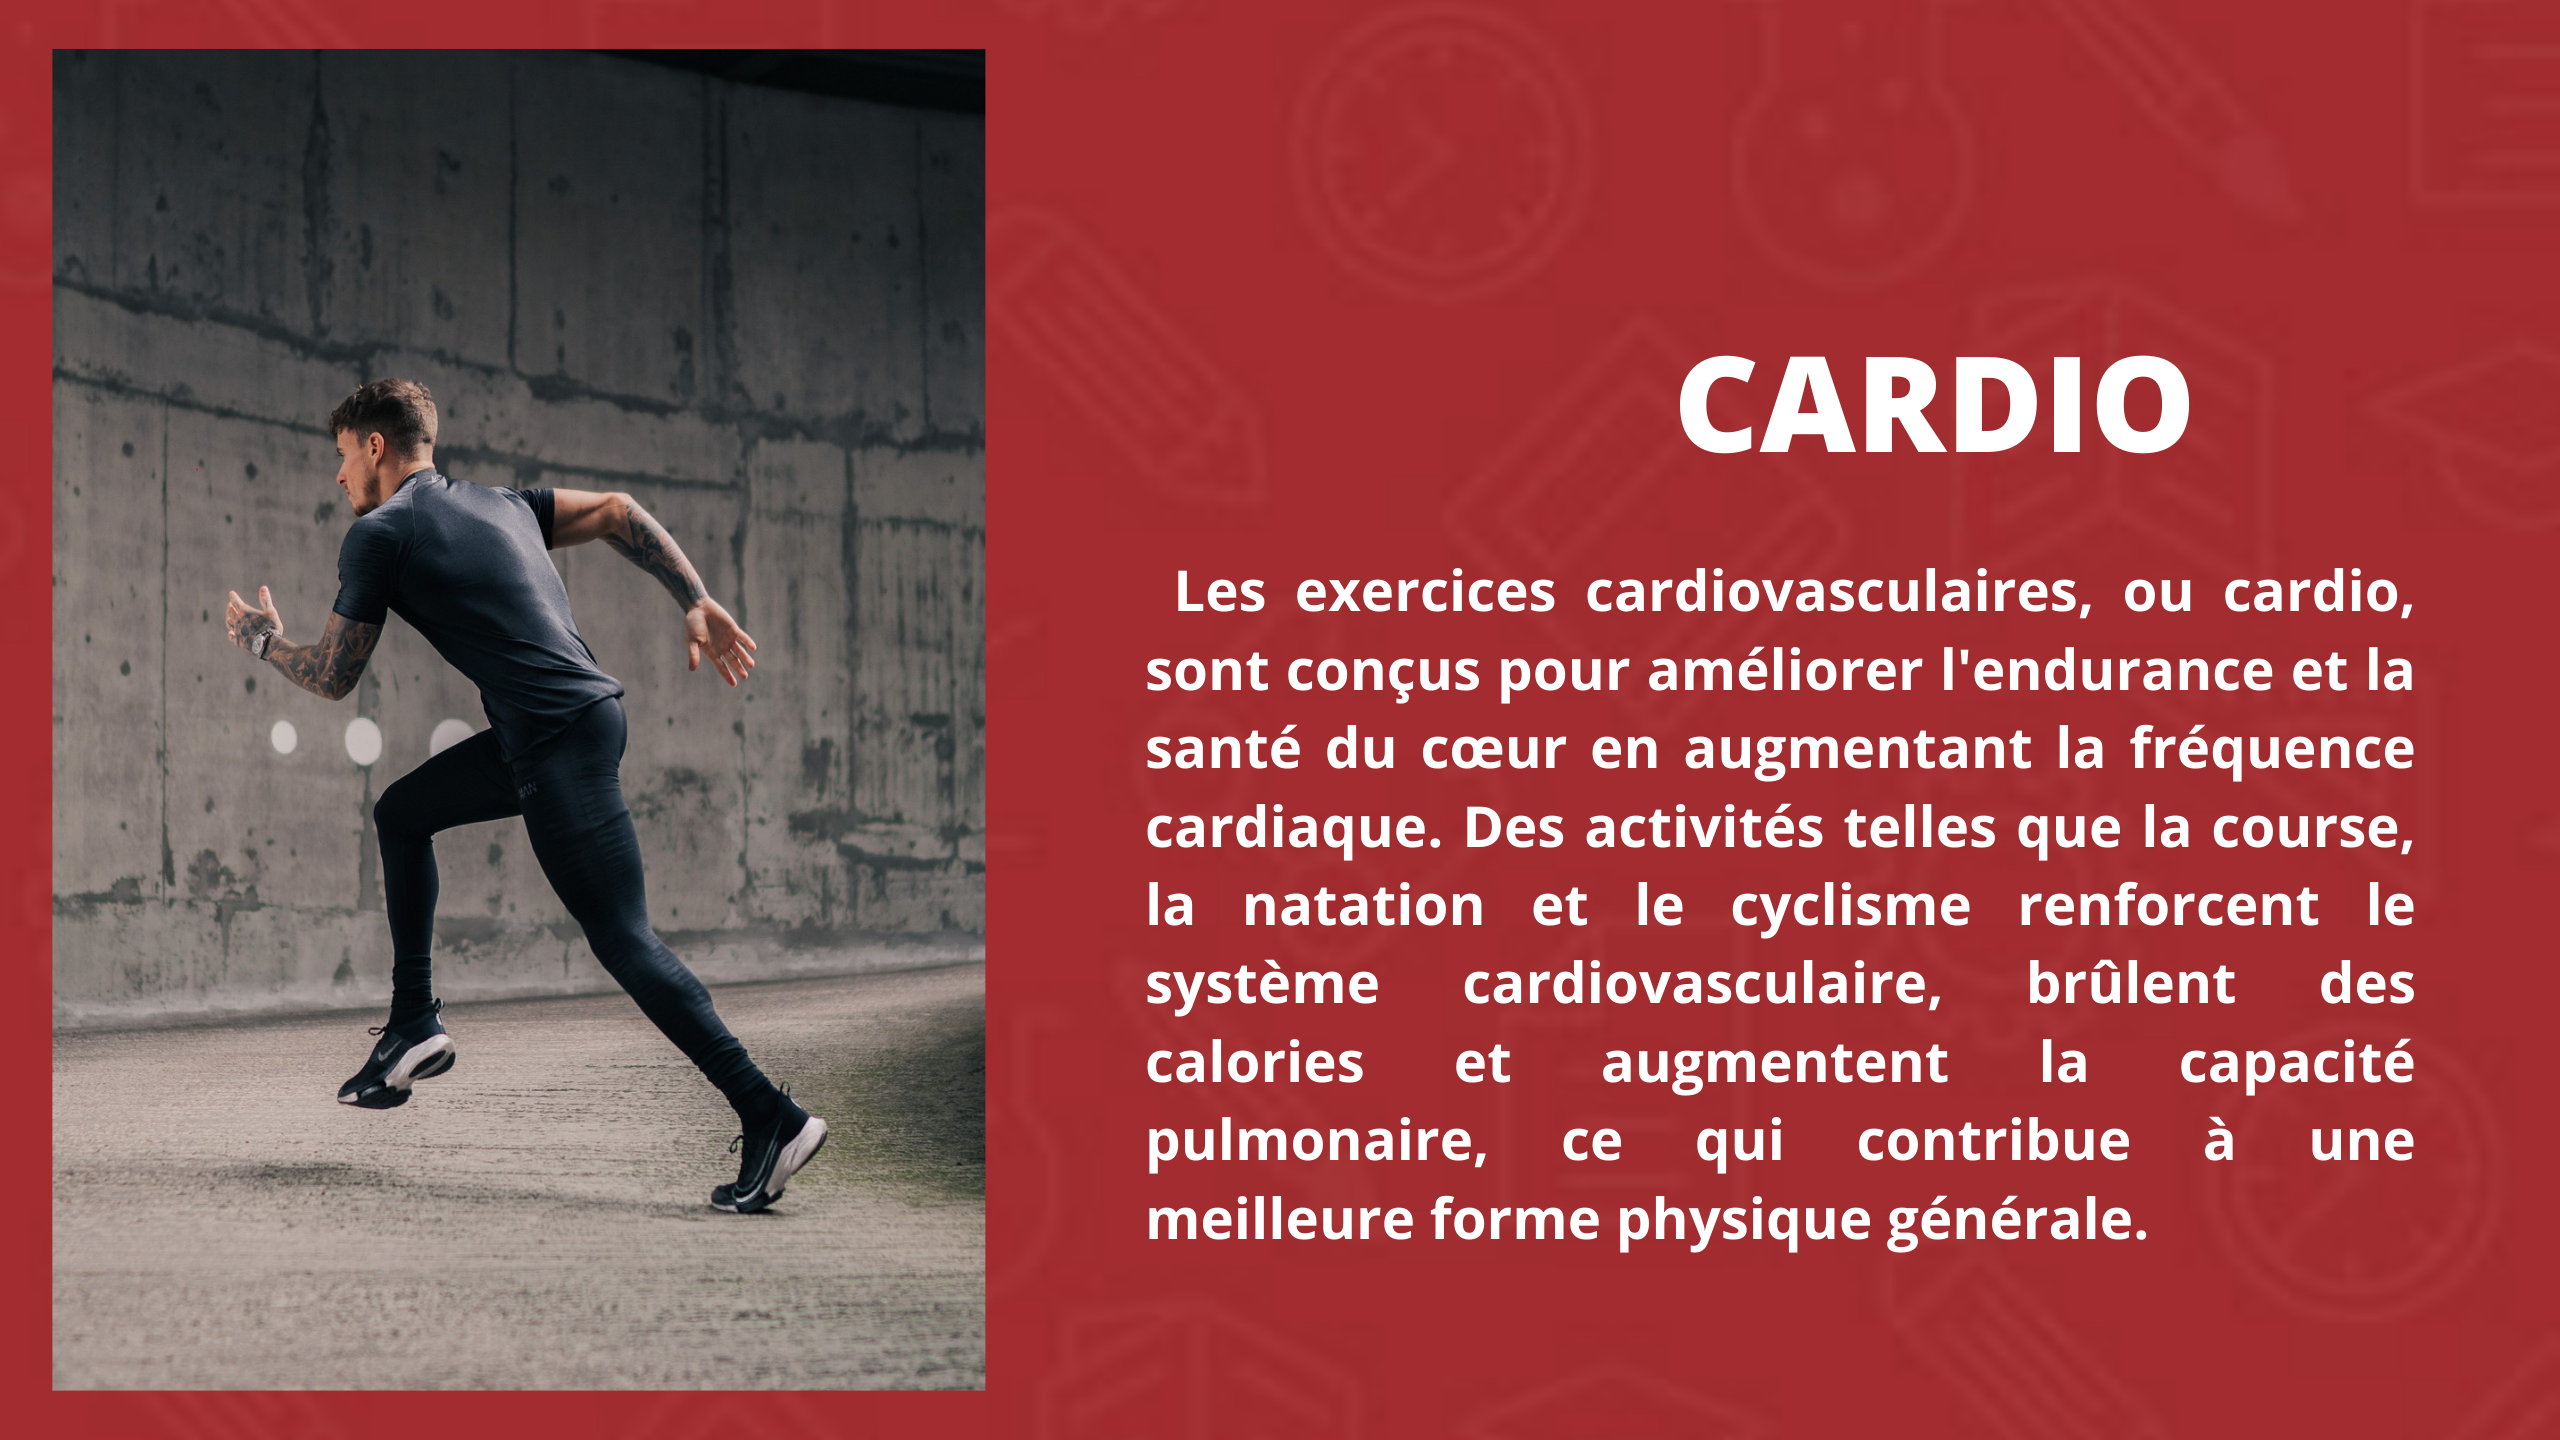 CARDIO
Les exercices cardiovasculaires, ou cardio,
sont conçus pour améliorer l'endurance et la
santé du cœur en augmentant la fréquence
cardiaque. Des activités telles que la course,
la natation et le cyclisme renforcent le
système cardiovasculaire, brûlent des
calories et augmentent la capacité
pulmonaire, ce qui contribue à une
meilleure forme physique générale.